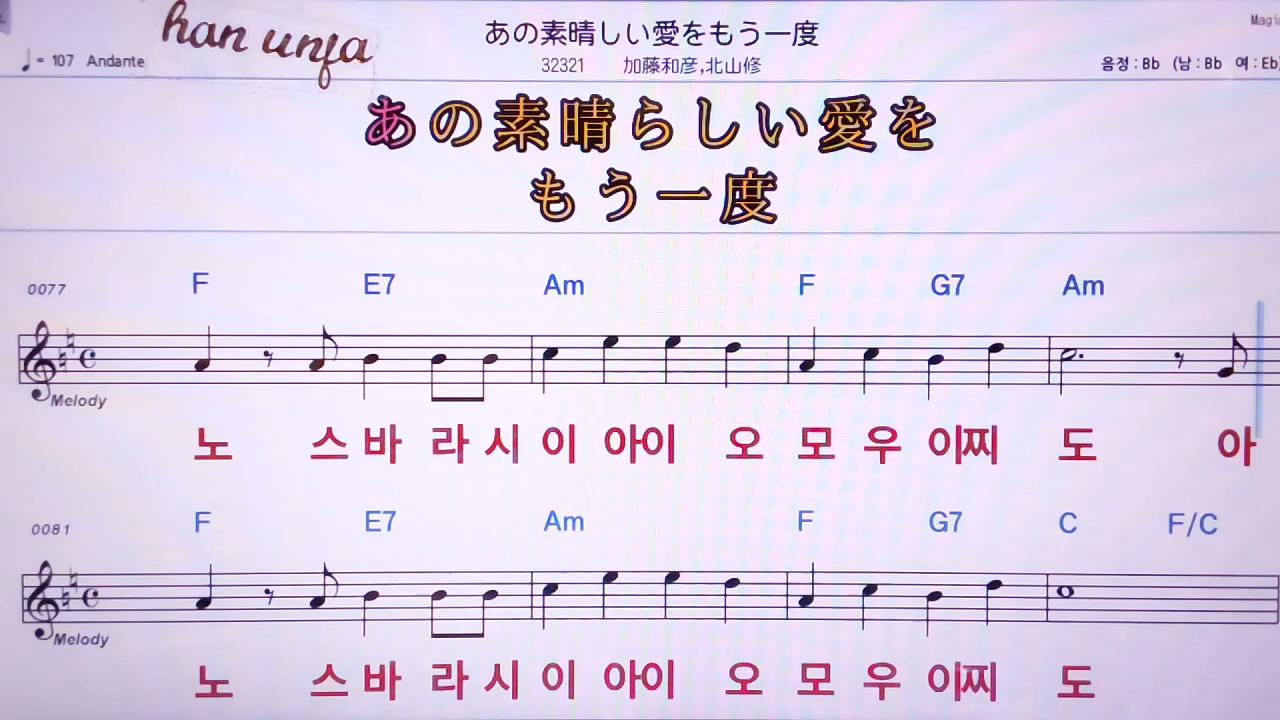 han unja
あの素晴しい愛をもう一度
♩= 107 Andante
32321 加藤和彦,北山修
음정 : Bb (남 : Bb 여 : Eb)
あの素晴らしい愛を
もう一度
0077
F E7 Am F G7 Am
Melody
노 스 바 라 시 이 아이 오 모 우 이찌 도 아
0081
F E7 Am F G7 C F/C
Melody
노 스 바 라 시 이 아이 오 모 우 이찌 도